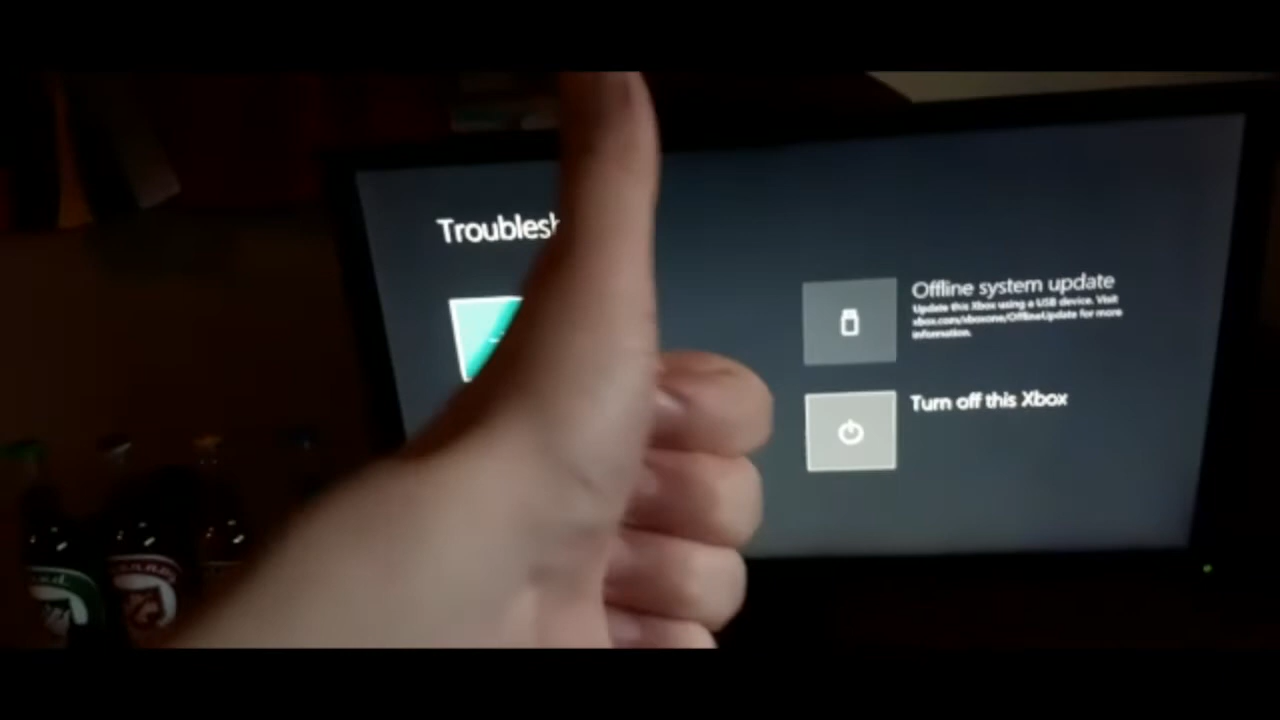 Troublesh
Offline system update
Update this Xbox using a USB device. Visit
xbox.com/xboxone/OfflineUpdate for more
information.
Turn off this Xbox